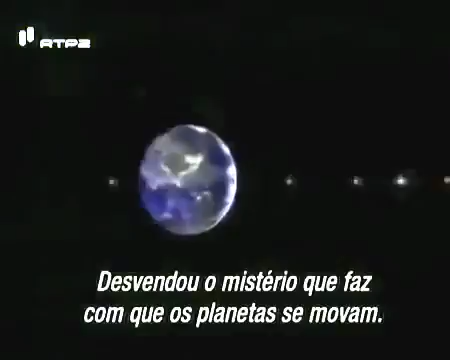 RTP2
Desvendou o mistério que faz
com que os planetas se movam.